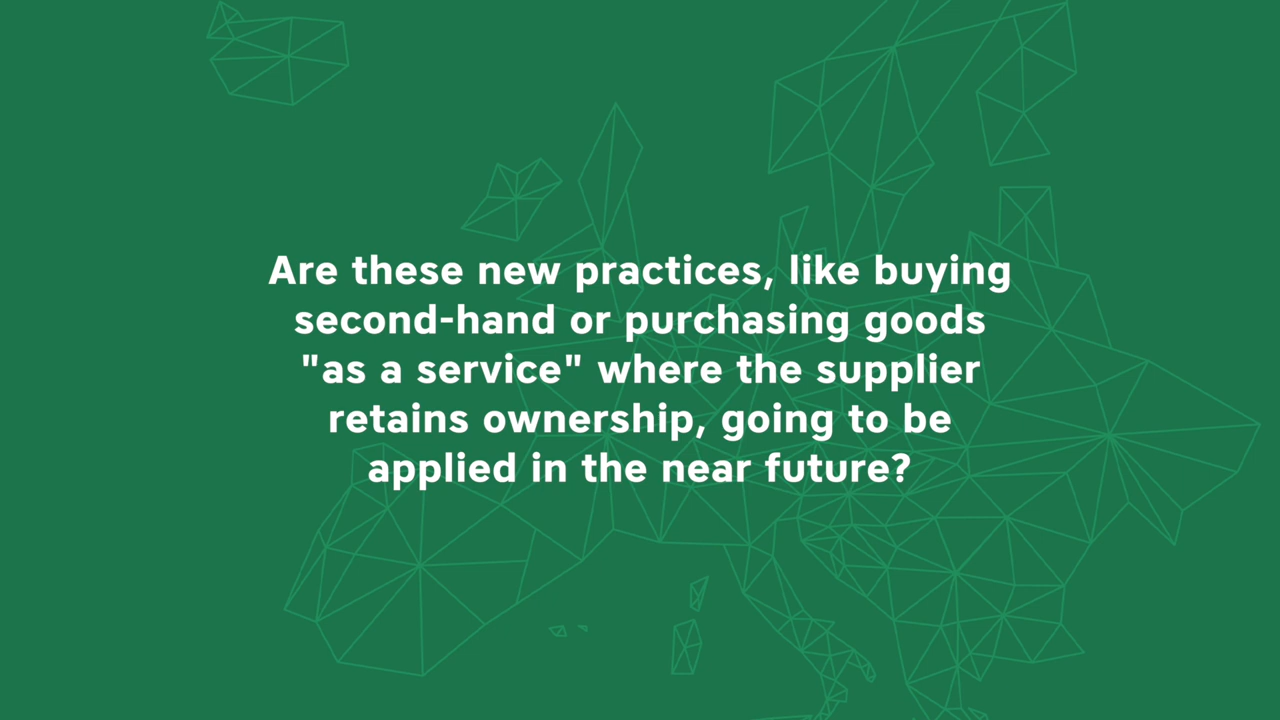 Are these new practices, like buying
second-hand or purchasing goods
"as a service" where the supplier
retains ownership, going to be
applied in the near future?